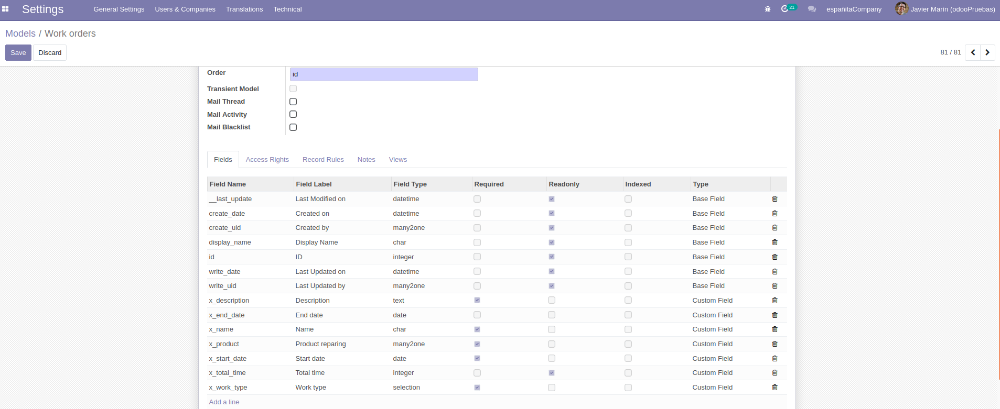 Settings General Settings Users & Companies Translations Technical 21 españitaCompany Javier Marín (odooPruebas)
Models / Work orders
Save Discard 81 / 81
Order id
Transient Model
Mail Thread
Mail Activity
Mail Blacklist
Fields Access Rights Record Rules Notes Views
Field Name Field Label Field Type Required Readonly Indexed Type
__last_update Last Modified on datetime Base Field
create_date Created on datetime Base Field
create_uid Created by many2one Base Field
display_name Display Name char Base Field
id ID integer Base Field
write_date Last Updated on datetime Base Field
write_uid Last Updated by many2one Base Field
x_description Description text Custom Field
x_end_date End date date Custom Field
x_name Name char Custom Field
x_product Product reparing many2one Custom Field
x_start_date Start date date Custom Field
x_total_time Total time integer Custom Field
x_work_type Work type selection Custom Field
Add a line